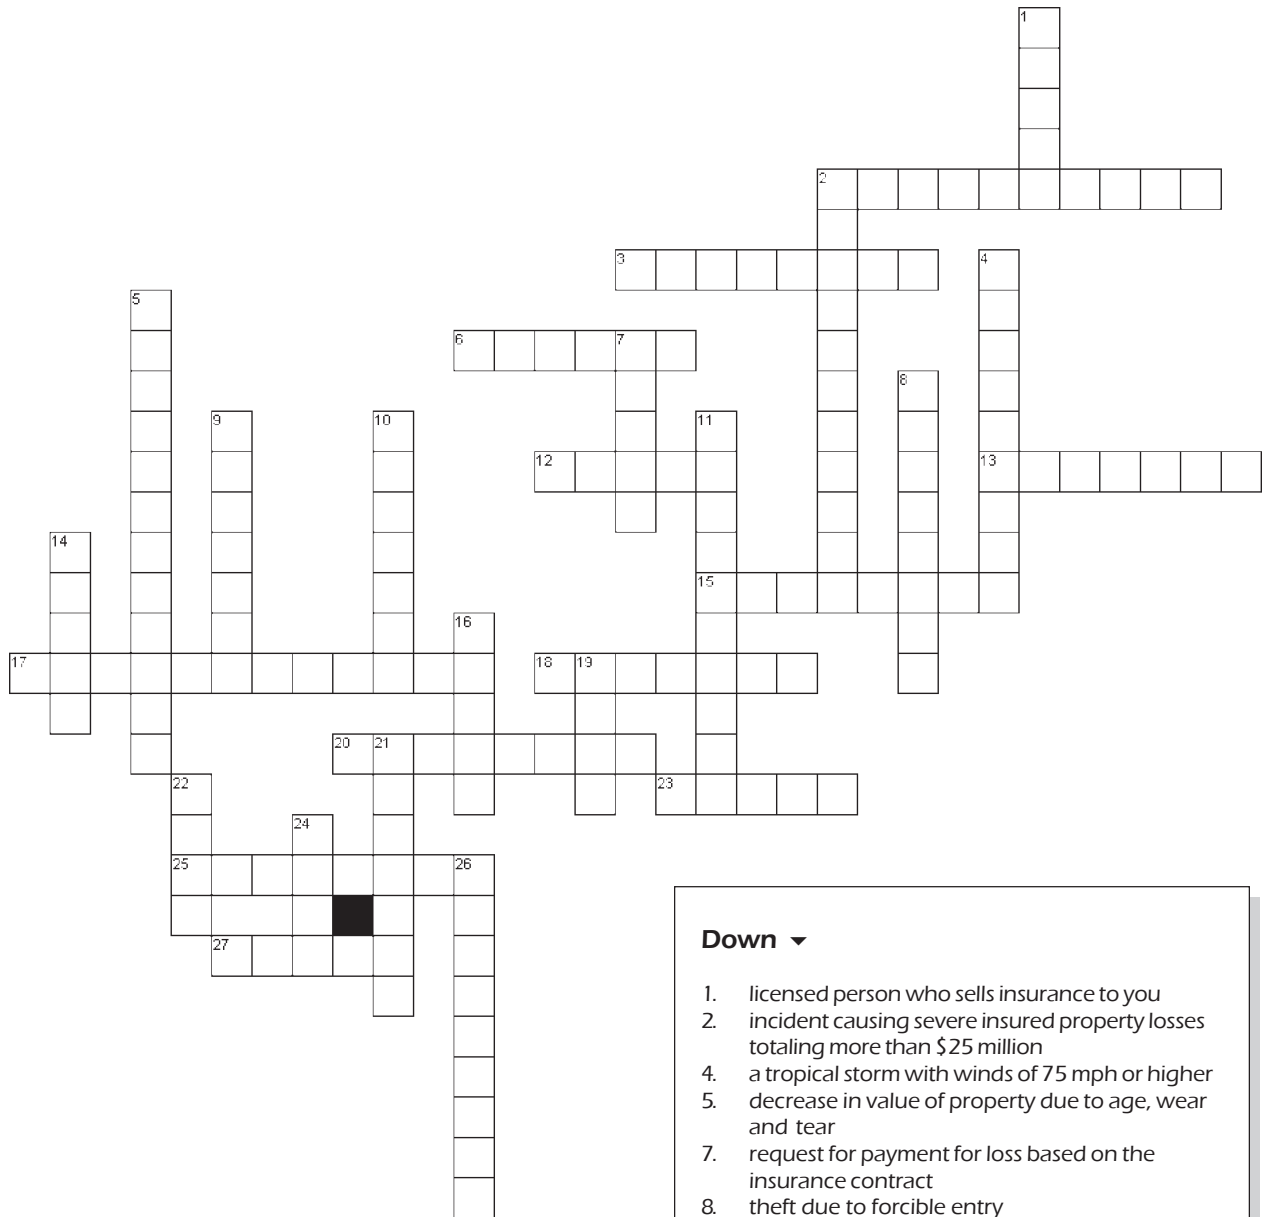 1
2
3
4
5
6
7
8
9
10
11
12
13
14
15
16
17
18
19
20
21
23
22
24
25
26
27
Down
1. licensed person who sells insurance to you
2. incident causing severe insured property losses
totaling more than $25 million
4. a tropical storm with winds of 75 mph or higher
5. decrease in value of property due to age, wear
and tear
7. request for payment for loss based on the
insurance contract
8. theft due to forcible entry